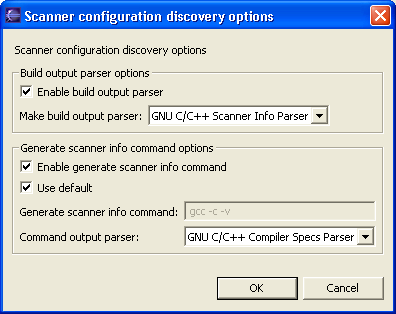 Scanner configuration discovery options
Scanner configuration discovery options
Build output parser options
Enable build output parser
Make build output parser: GNU C/C++ Scanner Info Parser
Generate scanner info command options
Enable generate scanner info command
Use default
Generate scanner info command: gcc -c -v
Command output parser: GNU C/C++ Compiler Specs Parser
OK Cancel